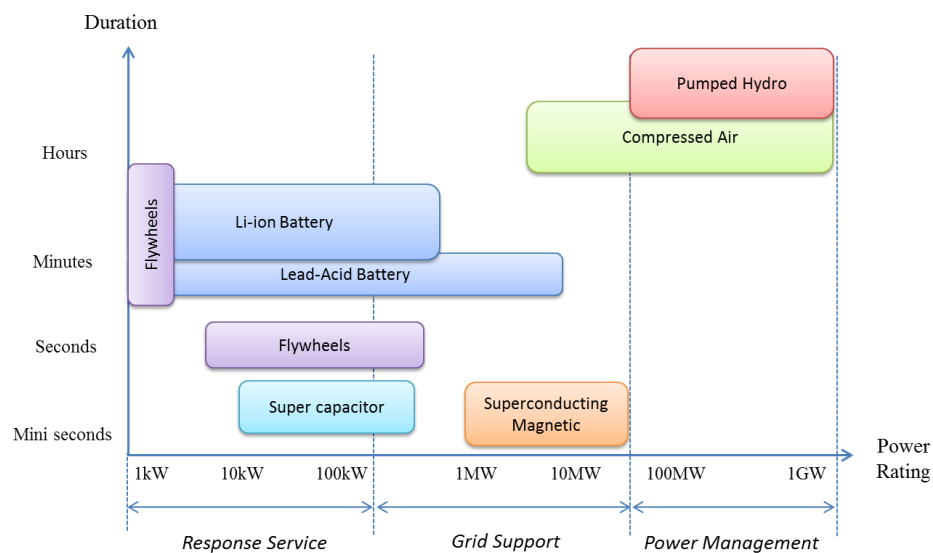 Duration
Pumped Hydro
Compressed Air
Hours
Flywheels
Li-ion Battery
Minutes
Lead-Acid Battery
Seconds
Flywheels
Super capacitor
Superconducting
Magnetic
Mini seconds
Power
Rating
1kW 10kW 100kW 1MW 10MW 100MW 1GW
Response Service Grid Support Power Management